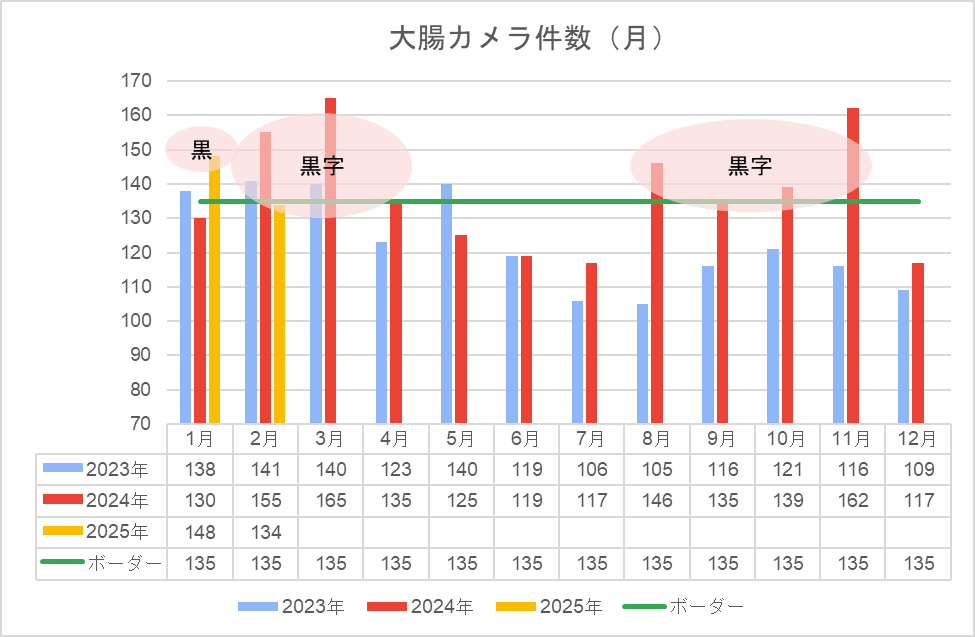 大腸カメラ件数（月）
170
160
150
140
130
120
110
100
90
80
70
黒
黒字
黒字
1月 2月 3月 4月 5月 6月 7月 8月 9月 10月 11月 12月
2023年 138 141 140 123 140 119 106 105 116 121 116 109
2024年 130 155 165 135 125 119 117 146 135 139 162 117
2025年 148 134
ボーダー 135 135 135 135 135 135 135 135 135 135 135 135
2023年 2024年 2025年 ボーダー